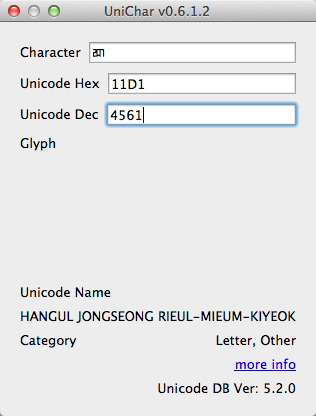 UniChar v0.6.1.2
Character ᇑ
Unicode Hex 11D1
Unicode Dec 4561
Glyph
Unicode Name
HANGUL JONGSEONG RIEUL-MIEUM-KIYEOK
Category Letter, Other
more info
Unicode DB Ver: 5.2.0